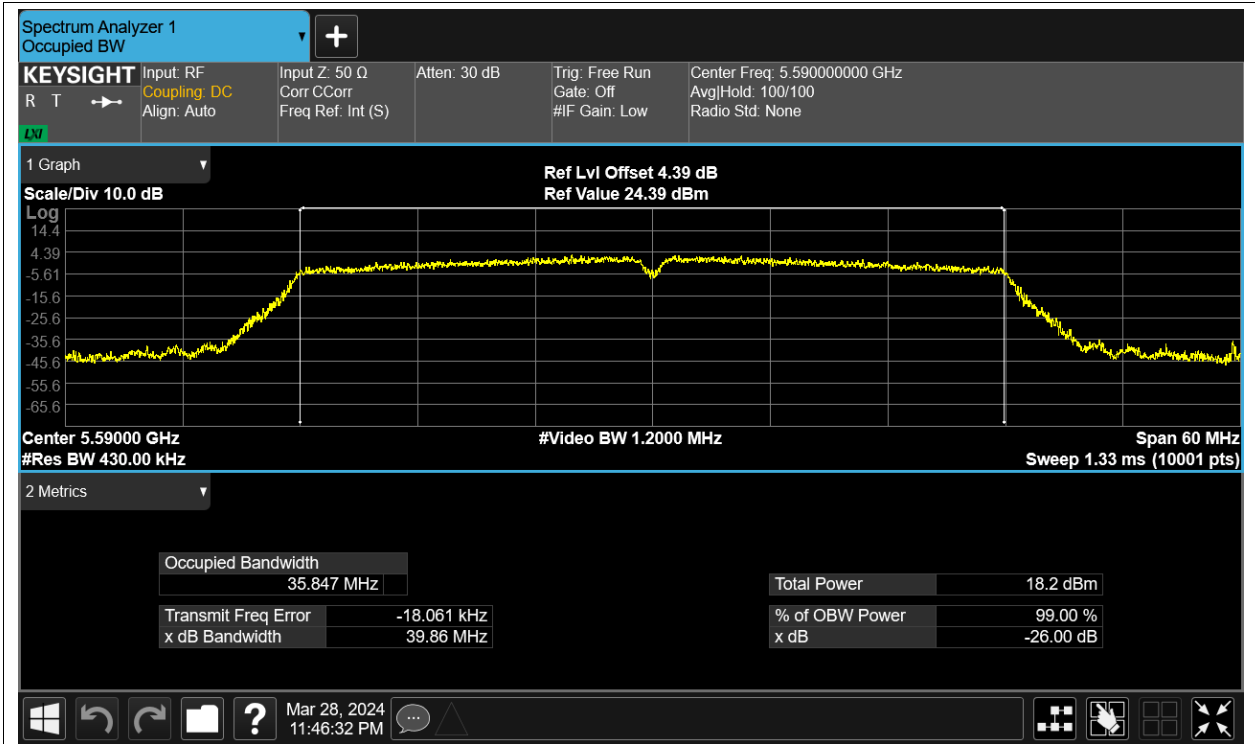 Spectrum Analyzer 1
Occupied BW
+
KEYSIGHT
R T
LXI
Input: RF
Coupling: DC
Align: Auto
Input Z: 50 Ω
Corr CCorr
Freq Ref: Int (S)
Atten: 30 dB
Trig: Free Run
Gate: Off
#IF Gain: Low
Center Freq: 5.590000000 GHz
Avg|Hold: 100/100
Radio Std: None
1 Graph
Scale/Div 10.0 dB
Ref Lvl Offset 4.39 dB
Ref Value 24.39 dBm
Log
14.4
4.39
-5.61
-15.6
-25.6
-35.6
-45.6
-55.6
-65.6
Center 5.59000 GHz
#Video BW 1.2000 MHz
Span 60 MHz
#Res BW 430.00 kHz
Sweep 1.33 ms (10001 pts)
2 Metrics
Occupied Bandwidth
35.847 MHz
Transmit Freq Error -18.061 kHz
x dB Bandwidth 39.86 MHz
Total Power 18.2 dBm
% of OBW Power 99.00 %
x dB -26.00 dB
?
Mar 28, 2024
11:46:32 PM